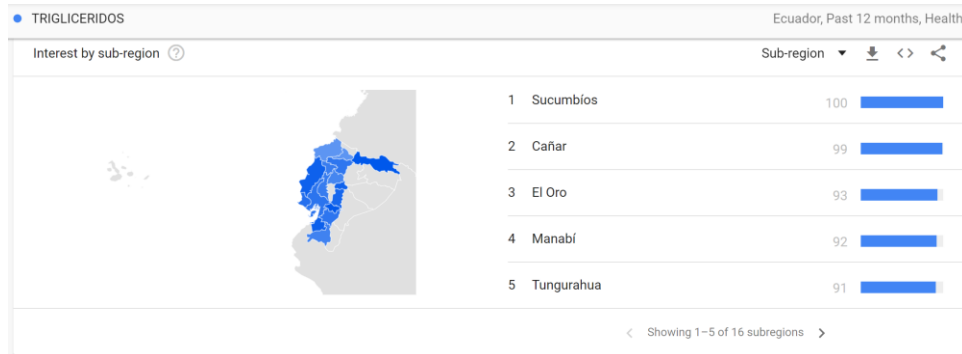 TRIGLICERIDOS
Ecuador, Past 12 months, Health
Interest by sub-region ?
Sub-region
1 Sucumbíos 100
2 Cañar 99
3 El Oro 93
4 Manabí 92
5 Tungurahua 91
Showing 1–5 of 16 subregions